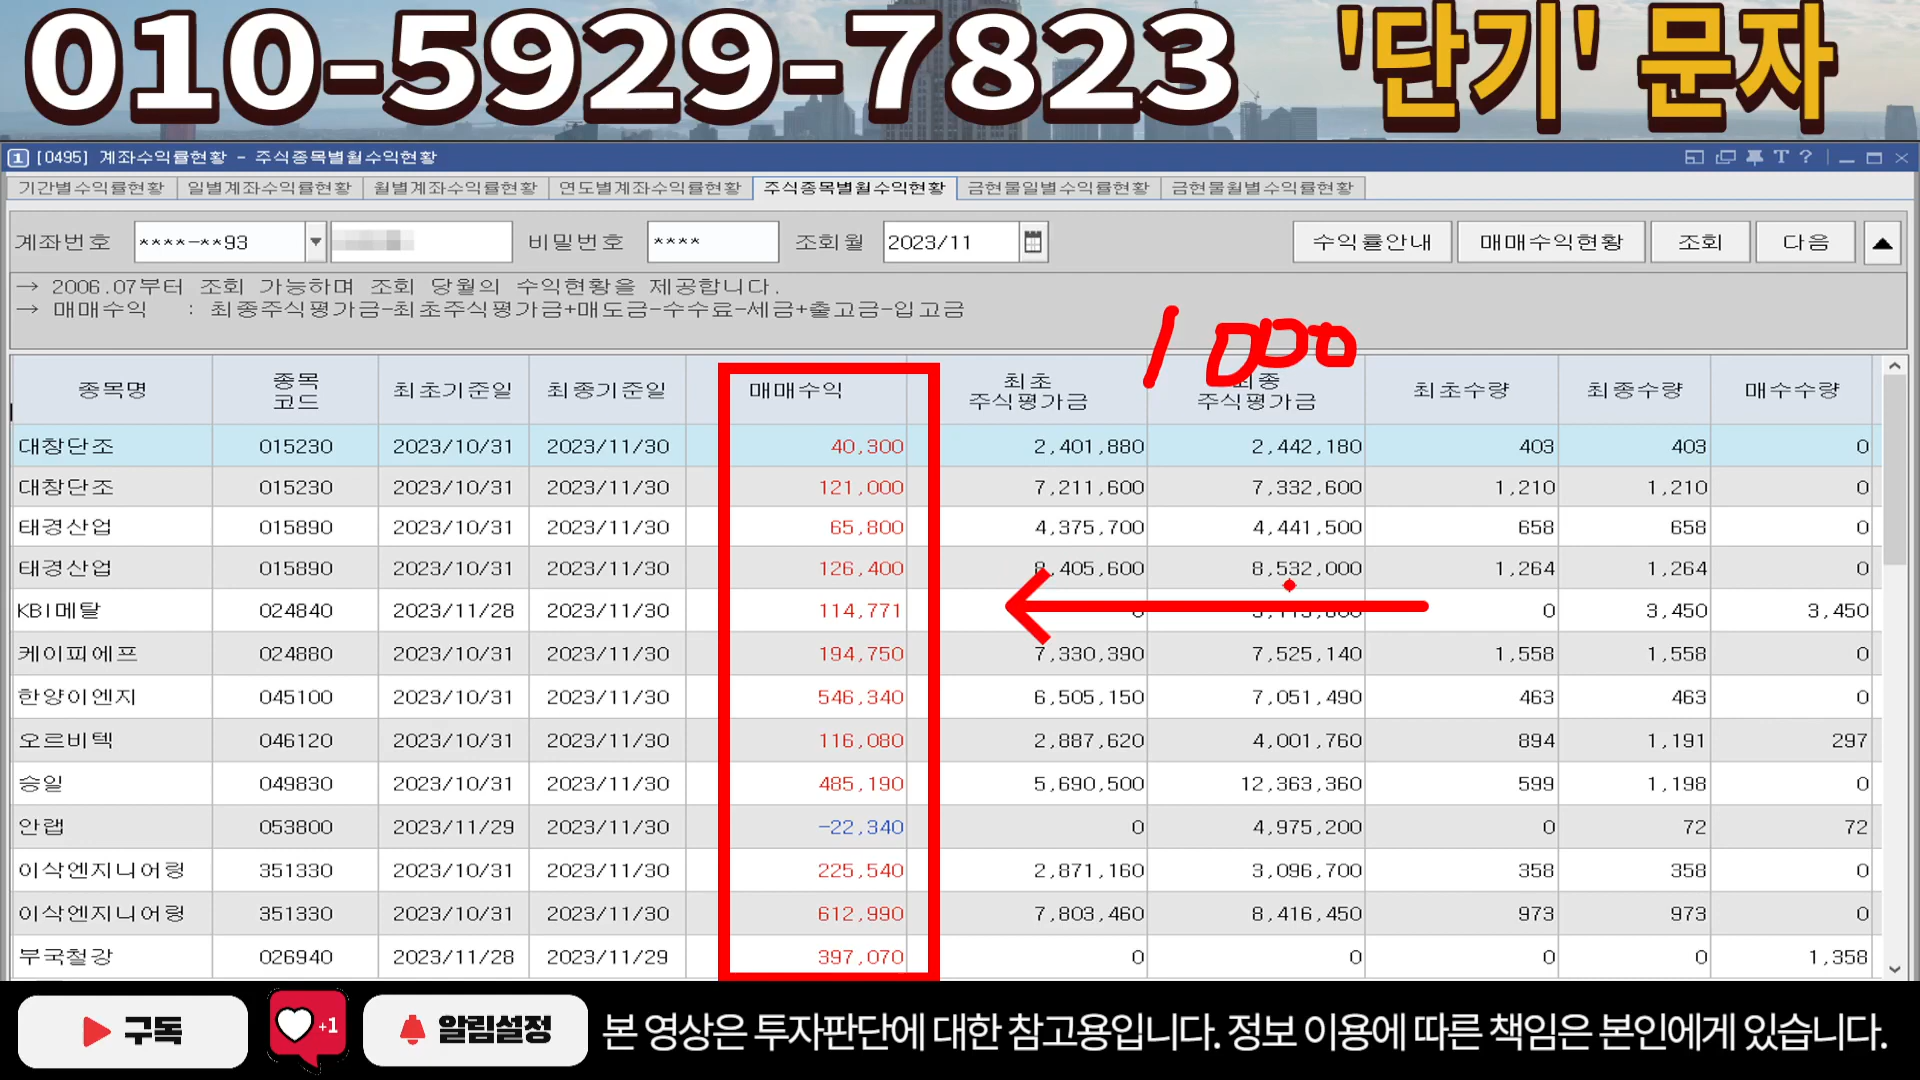 010-5929-7823 '단기' 문자
1 [0495] 계좌수익률현황 - 주식종목별월수익현황
기간별수익률현황 일별계좌수익률현황 월별계좌수익률현황 연도별계좌수익률현황 주식종목별월수익현황 금현물일별수익률현황 금현물월별수익률현황
계좌번호 ****-**93 비밀번호 **** 조회월 2023/11 수익률안내 매매수익현황 조회 다음
→ 2006.07부터 조회 가능하며 조회 당월의 수익현황을 제공합니다.
→ 매매수익 : 최종주식평가금-최초주식평가금+매도금-수수료-세금+출고금-입고금
1000
종목명 종목코드 최초기준일 최종기준일 매매수익 최초주식평가금 최종주식평가금 최초수량 최종수량 매수수량
대창단조 015230 2023/10/31 2023/11/30 40,300 2,401,880 2,442,180 403 403 0
대창단조 015230 2023/10/31 2023/11/30 121,000 7,211,600 7,332,600 1,210 1,210 0
태경산업 015890 2023/10/31 2023/11/30 65,800 4,375,700 4,441,500 658 658 0
태경산업 015890 2023/10/31 2023/11/30 126,400 8,405,600 8,532,000 1,264 1,264 0
KBI메탈 024840 2023/11/28 2023/11/30 114,771 0 0 3,450 3,450
케이피에프 024880 2023/10/31 2023/11/30 194,750 7,330,390 7,525,140 1,558 1,558 0
한양이엔지 045100 2023/10/31 2023/11/30 546,340 6,505,150 7,051,490 463 463 0
오르비텍 046120 2023/10/31 2023/11/30 116,080 2,887,620 4,001,760 894 1,191 297
승일 049830 2023/10/31 2023/11/30 485,190 5,690,500 12,363,360 599 1,198 0
안랩 053800 2023/11/29 2023/11/30 -22,340 0 4,975,200 0 72 72
이삭엔지니어링 351330 2023/10/31 2023/11/30 225,540 2,871,160 3,096,700 358 358 0
이삭엔지니어링 351330 2023/10/31 2023/11/30 612,990 7,803,460 8,416,450 973 973 0
부국철강 026940 2023/11/28 2023/11/29 397,070 0 0 0 0 1,358
구독 +1 알림설정 본 영상은 투자판단에 대한 참고용입니다. 정보 이용에 따른 책임은 본인에게 있습니다.